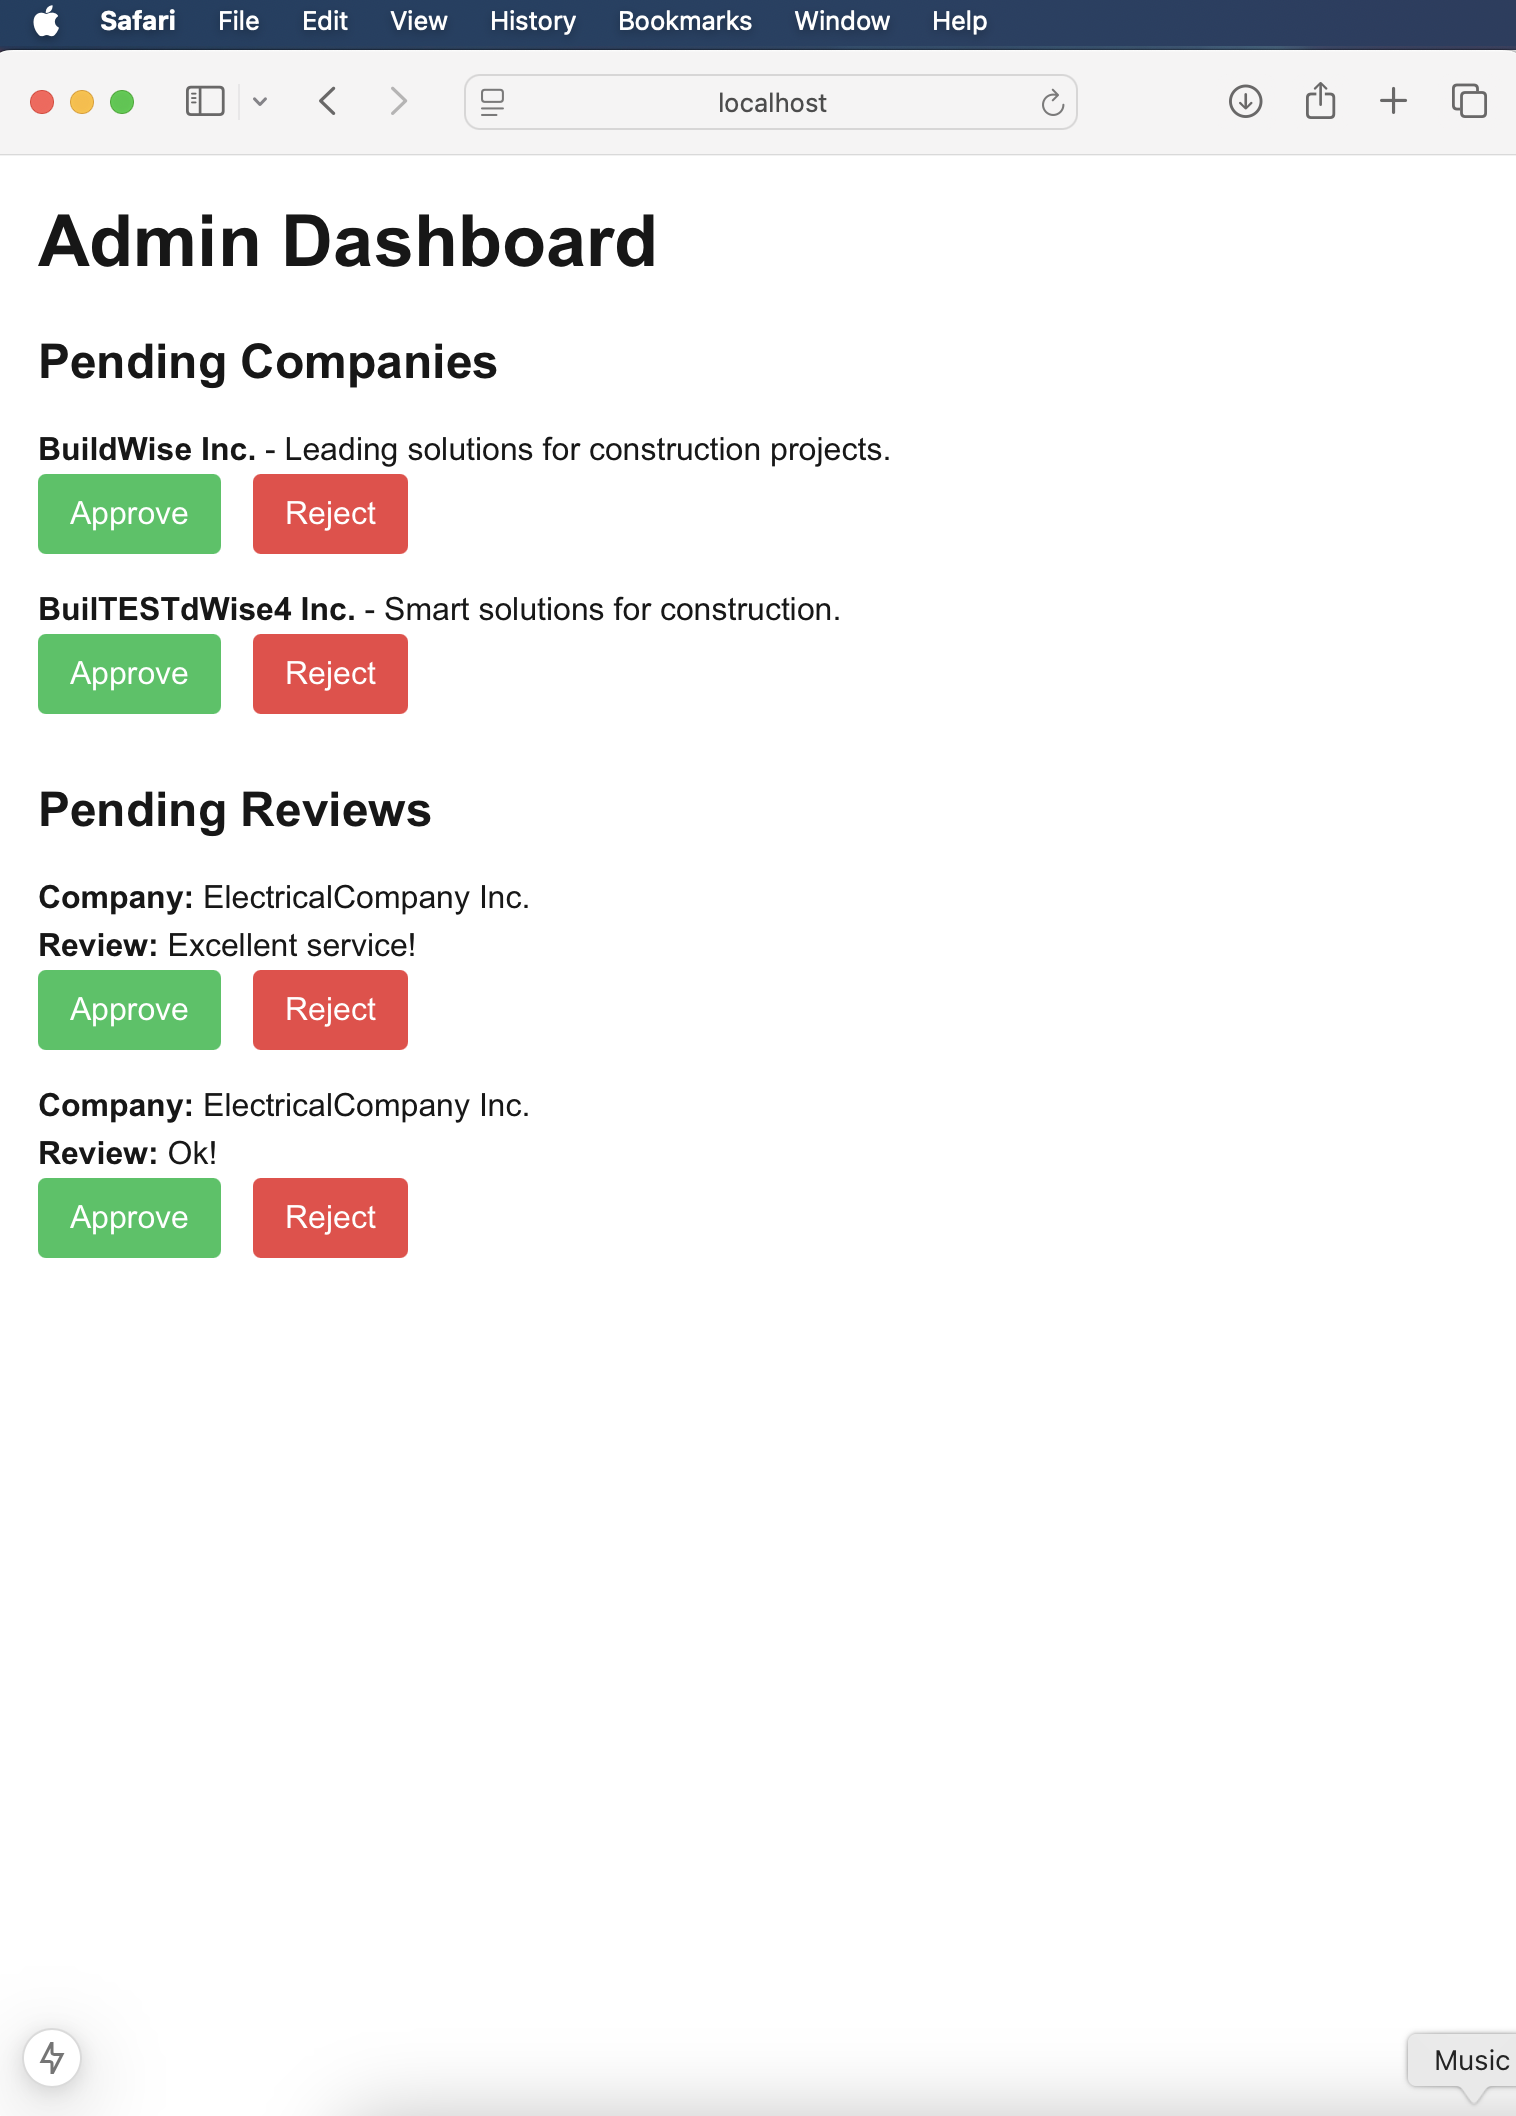 Safari File Edit View History Bookmarks Window Help
localhost
Admin Dashboard
Pending Companies
BuildWise Inc. - Leading solutions for construction projects.
Approve Reject
BuilTESTdWise4 Inc. - Smart solutions for construction.
Approve Reject
Pending Reviews
Company: ElectricalCompany Inc.
Review: Excellent service!
Approve Reject
Company: ElectricalCompany Inc.
Review: Ok!
Approve Reject
Music